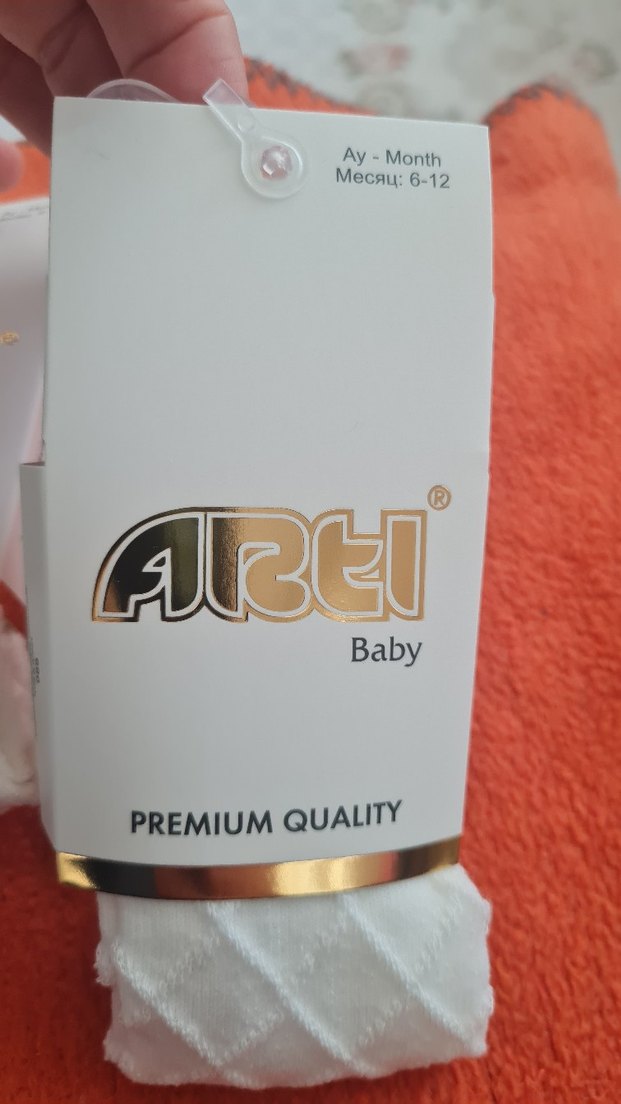 Ay - Month
Месяц: 6-12
ARTI®
Baby
PREMIUM QUALITY